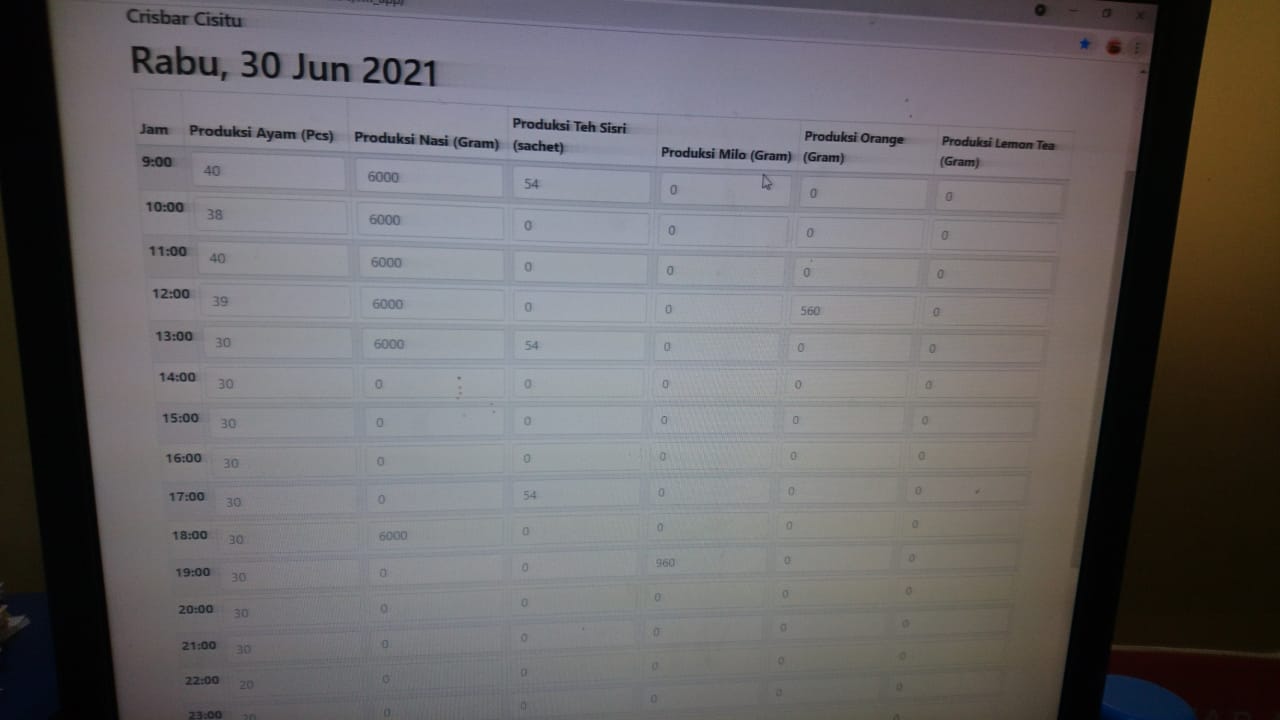 Crisbar Cisitu
Rabu, 30 Jun 2021
Jam Produksi Ayam (Pcs) Produksi Nasi (Gram) Produksi Teh Sisri (sachet) Produksi Milo (Gram) Produksi Orange (Gram) Produksi Lemon Tea (Gram)
9:00 40 6000 54 0 0 0
10:00 38 6000 0 0 0 0
11:00 40 6000 0 0 0 0
12:00 39 6000 0 0 560 0
13:00 30 6000 54 0 0 0
14:00 30 0 0 0 0 0
15:00 30 0 0 0 0 0
16:00 30 0 0 0 0 0
17:00 30 0 54 0 0 0
18:00 30 6000 0 0 0 0
19:00 30 0 0 960 0 0
20:00 30 0 0 0 0 0
21:00 30 0 0 0 0 0
22:00 20 0 0 0 0 0
23:00 20 0 0 0 0 0